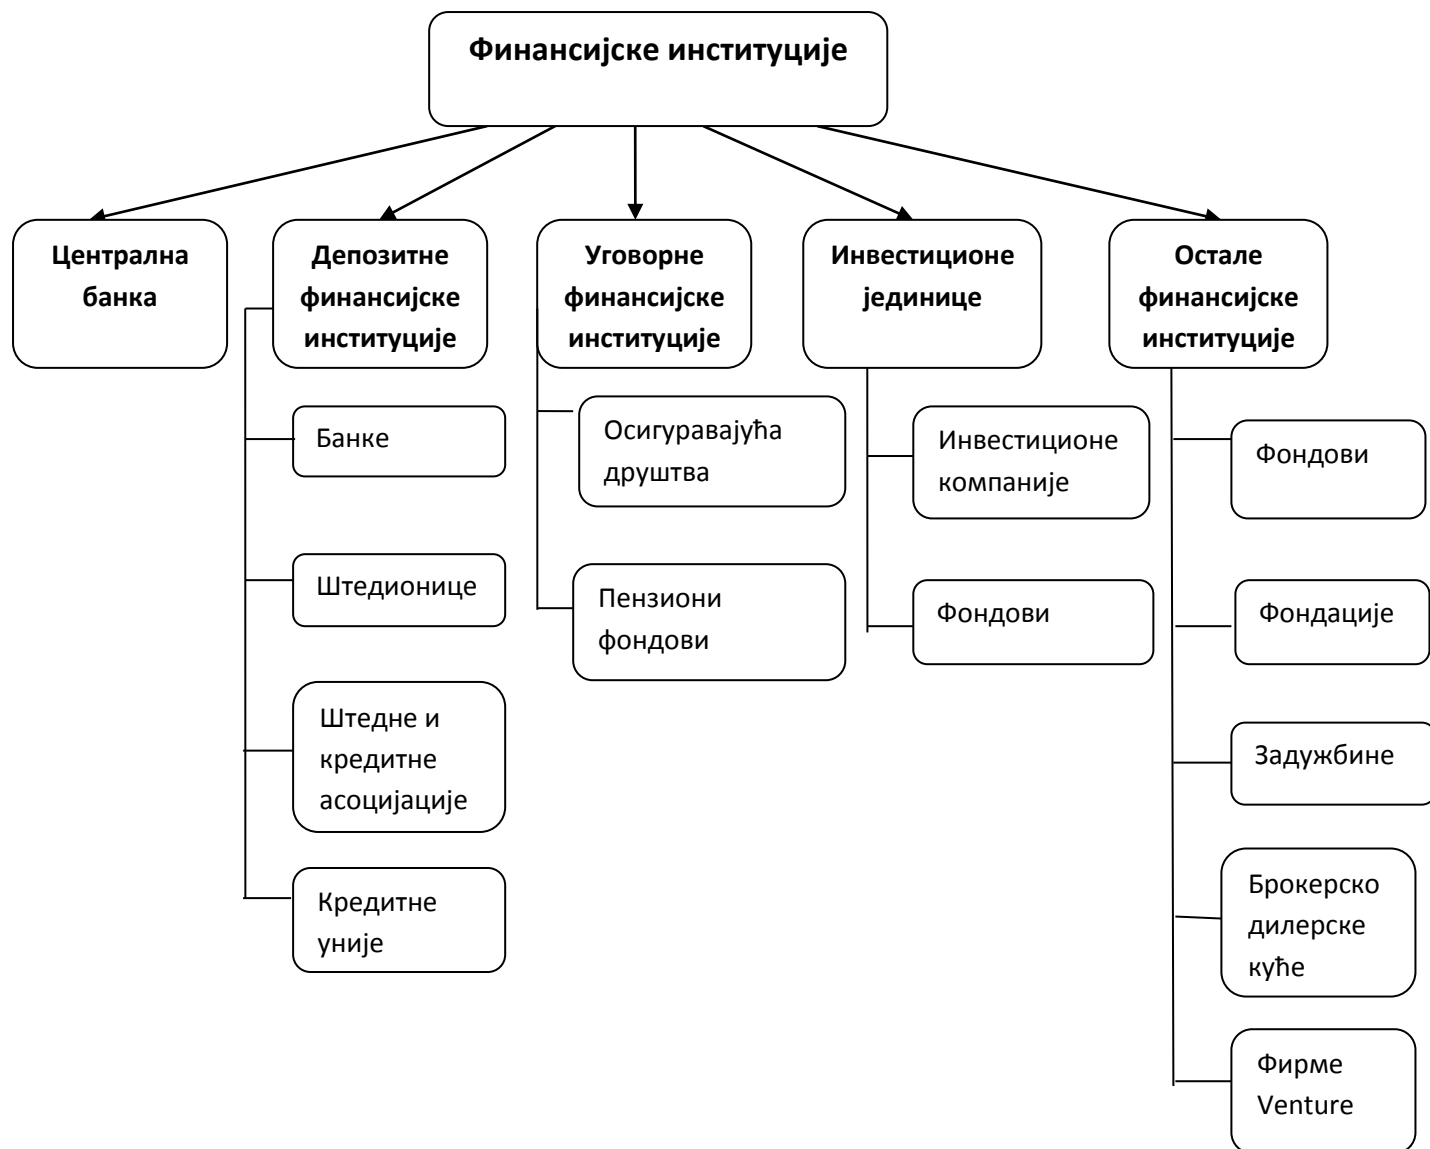 Финансијске институције
Централна
банка
Депозитне
финансијске
институције
Уговорне
финансијске
институције
Инвестиционе
јединице
Остале
финансијске
институције
Банке
Штедионице
Штедне и
кредитне
асоцијације
Кредитне
уније
Осигуравајућа
друштва
Пензиони
фондови
Инвестиционе
компаније
Фондови
Фондови
Фондације
Задужбине
Брокерско
дилерске
куће
Фирме
Venture